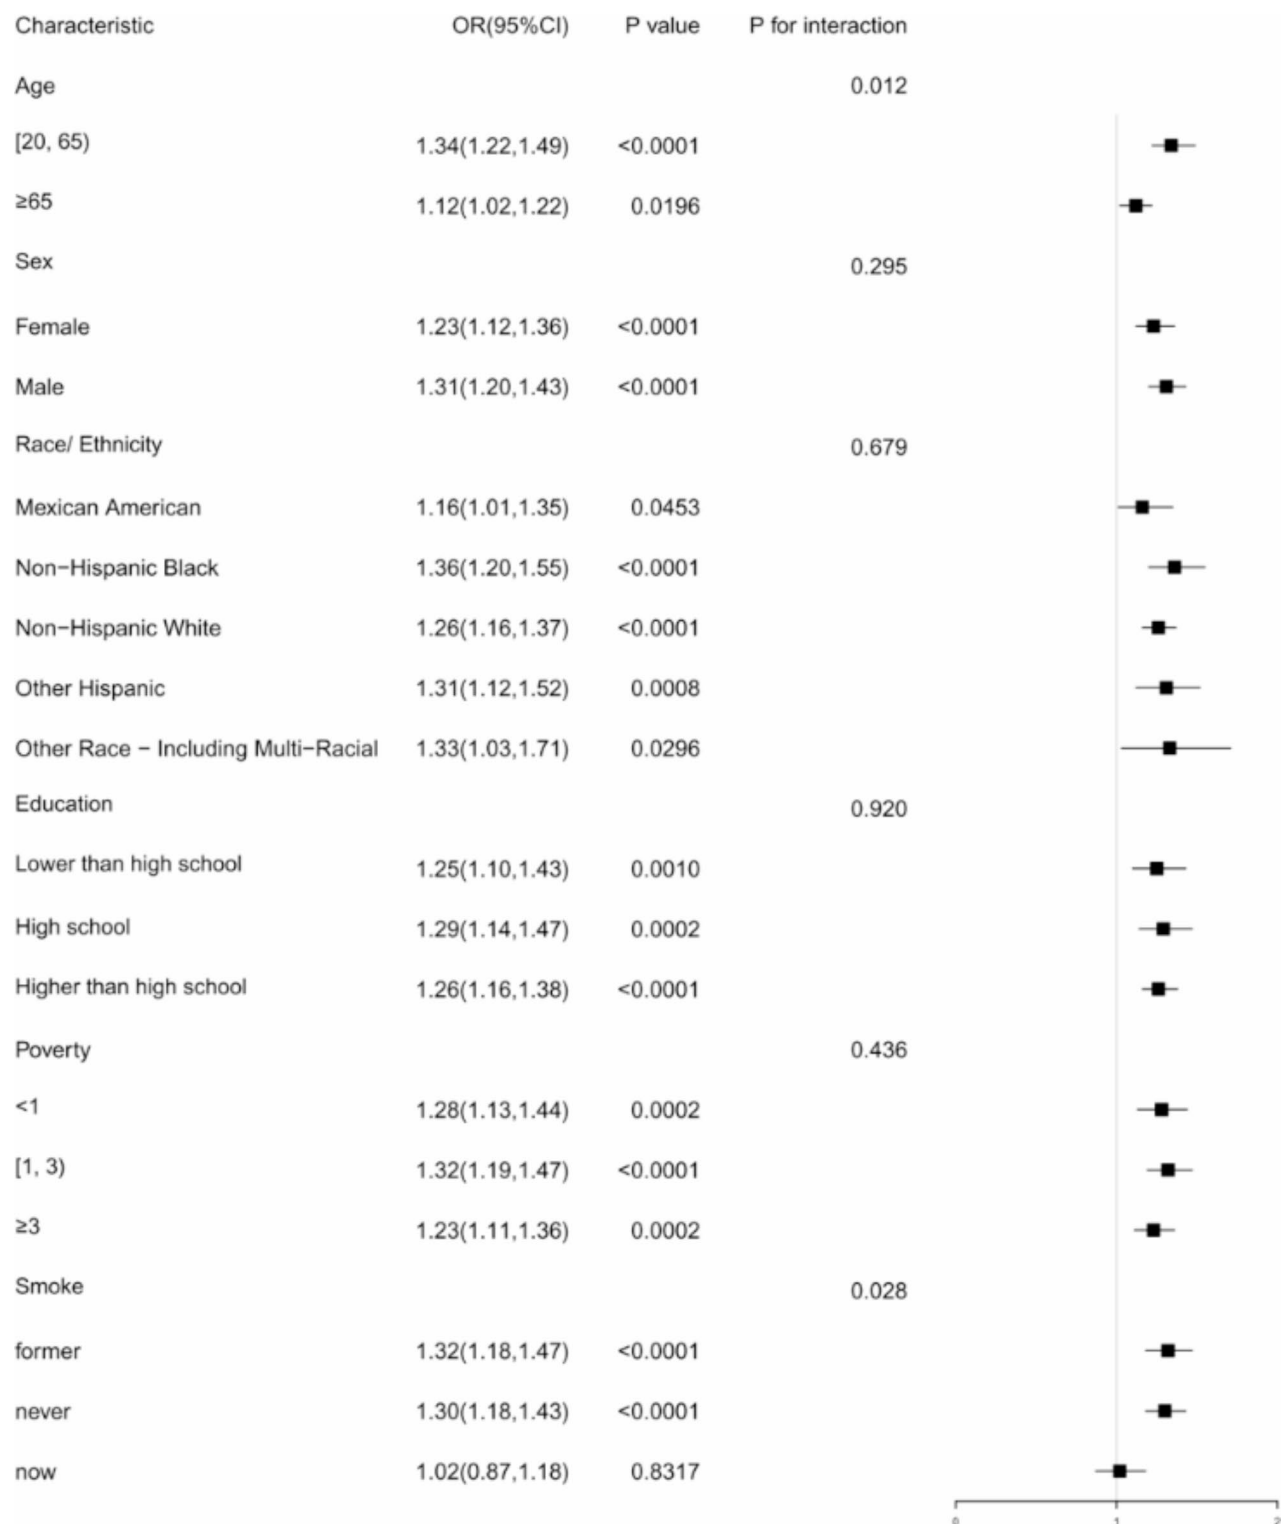 Characteristic OR(95%CI) P value P for interaction
Age 0.012
[20, 65) 1.34(1.22,1.49) <0.0001
≥65 1.12(1.02,1.22) 0.0196
Sex 0.295
Female 1.23(1.12,1.36) <0.0001
Male 1.31(1.20,1.43) <0.0001
Race/ Ethnicity 0.679
Mexican American 1.16(1.01,1.35) 0.0453
Non−Hispanic Black 1.36(1.20,1.55) <0.0001
Non−Hispanic White 1.26(1.16,1.37) <0.0001
Other Hispanic 1.31(1.12,1.52) 0.0008
Other Race − Including Multi−Racial 1.33(1.03,1.71) 0.0296
Education 0.920
Lower than high school 1.25(1.10,1.43) 0.0010
High school 1.29(1.14,1.47) 0.0002
Higher than high school 1.26(1.16,1.38) <0.0001
Poverty 0.436
<1 1.28(1.13,1.44) 0.0002
[1, 3) 1.32(1.19,1.47) <0.0001
≥3 1.23(1.11,1.36) 0.0002
Smoke 0.028
former 1.32(1.18,1.47) <0.0001
never 1.30(1.18,1.43) <0.0001
now 1.02(0.87,1.18) 0.8317
0 1 2